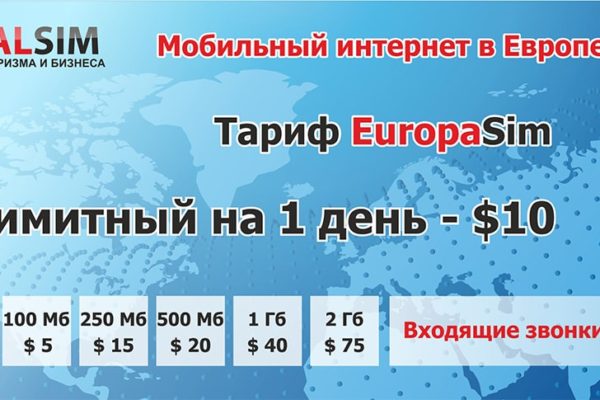 ALSIM
РИЗМА И БИЗНЕСА
Мобильный интернет в Европе
Тариф EuropaSim
имитный на 1 день - $10
100 Мб
$ 5
250 Мб
$ 15
500 Мб
$ 20
1 Гб
$ 40
2 Гб
$ 75
Входящие звонки